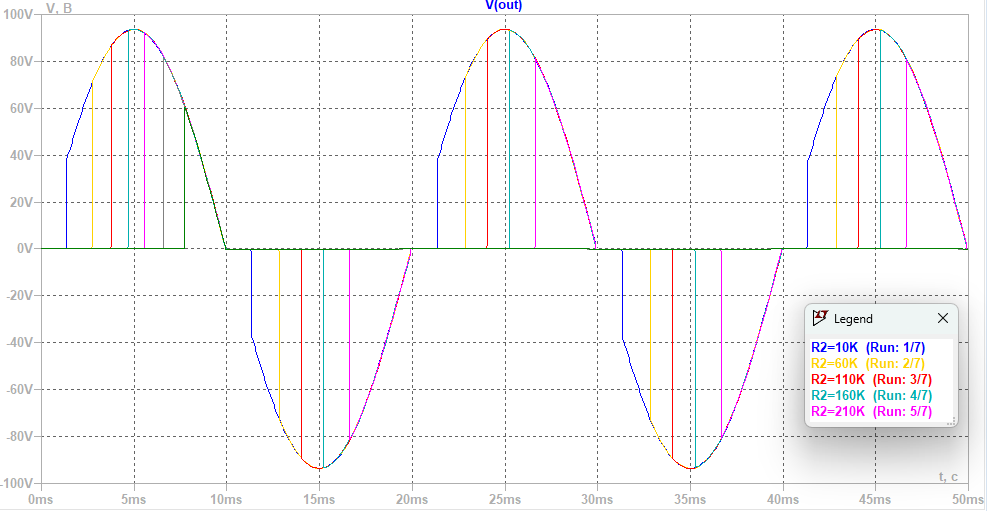 V(out)
V, В
100V
80V
60V
40V
20V
0V
-20V
-40V
-60V
-80V
-100V
0ms 5ms 10ms 15ms 20ms 25ms 30ms 35ms 40ms 45ms 50ms
t, c
Legend
R2=10K (Run: 1/7)
R2=60K (Run: 2/7)
R2=110K (Run: 3/7)
R2=160K (Run: 4/7)
R2=210K (Run: 5/7)